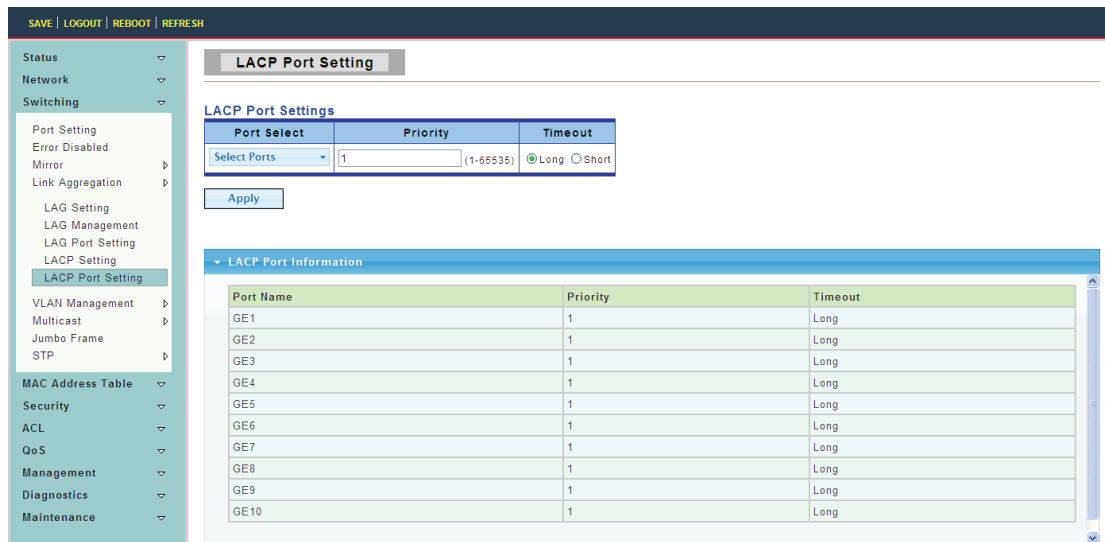 SAVE | LOGOUT | REBOOT | REFRESH
Status
Network
Switching
Port Setting
Error Disabled
Mirror
Link Aggregation
LAG Setting
LAG Management
LAG Port Setting
LACP Setting
LACP Port Setting
VLAN Management
Multicast
Jumbo Frame
STP
MAC Address Table
Security
ACL
QoS
Management
Diagnostics
Maintenance
LACP Port Setting
LACP Port Settings
Port Select Priority Timeout
Select Ports 1 (1-65535) Long Short
Apply
LACP Port Information
Port Name Priority Timeout
GE1 1 Long
GE2 1 Long
GE3 1 Long
GE4 1 Long
GE5 1 Long
GE6 1 Long
GE7 1 Long
GE8 1 Long
GE9 1 Long
GE10 1 Long